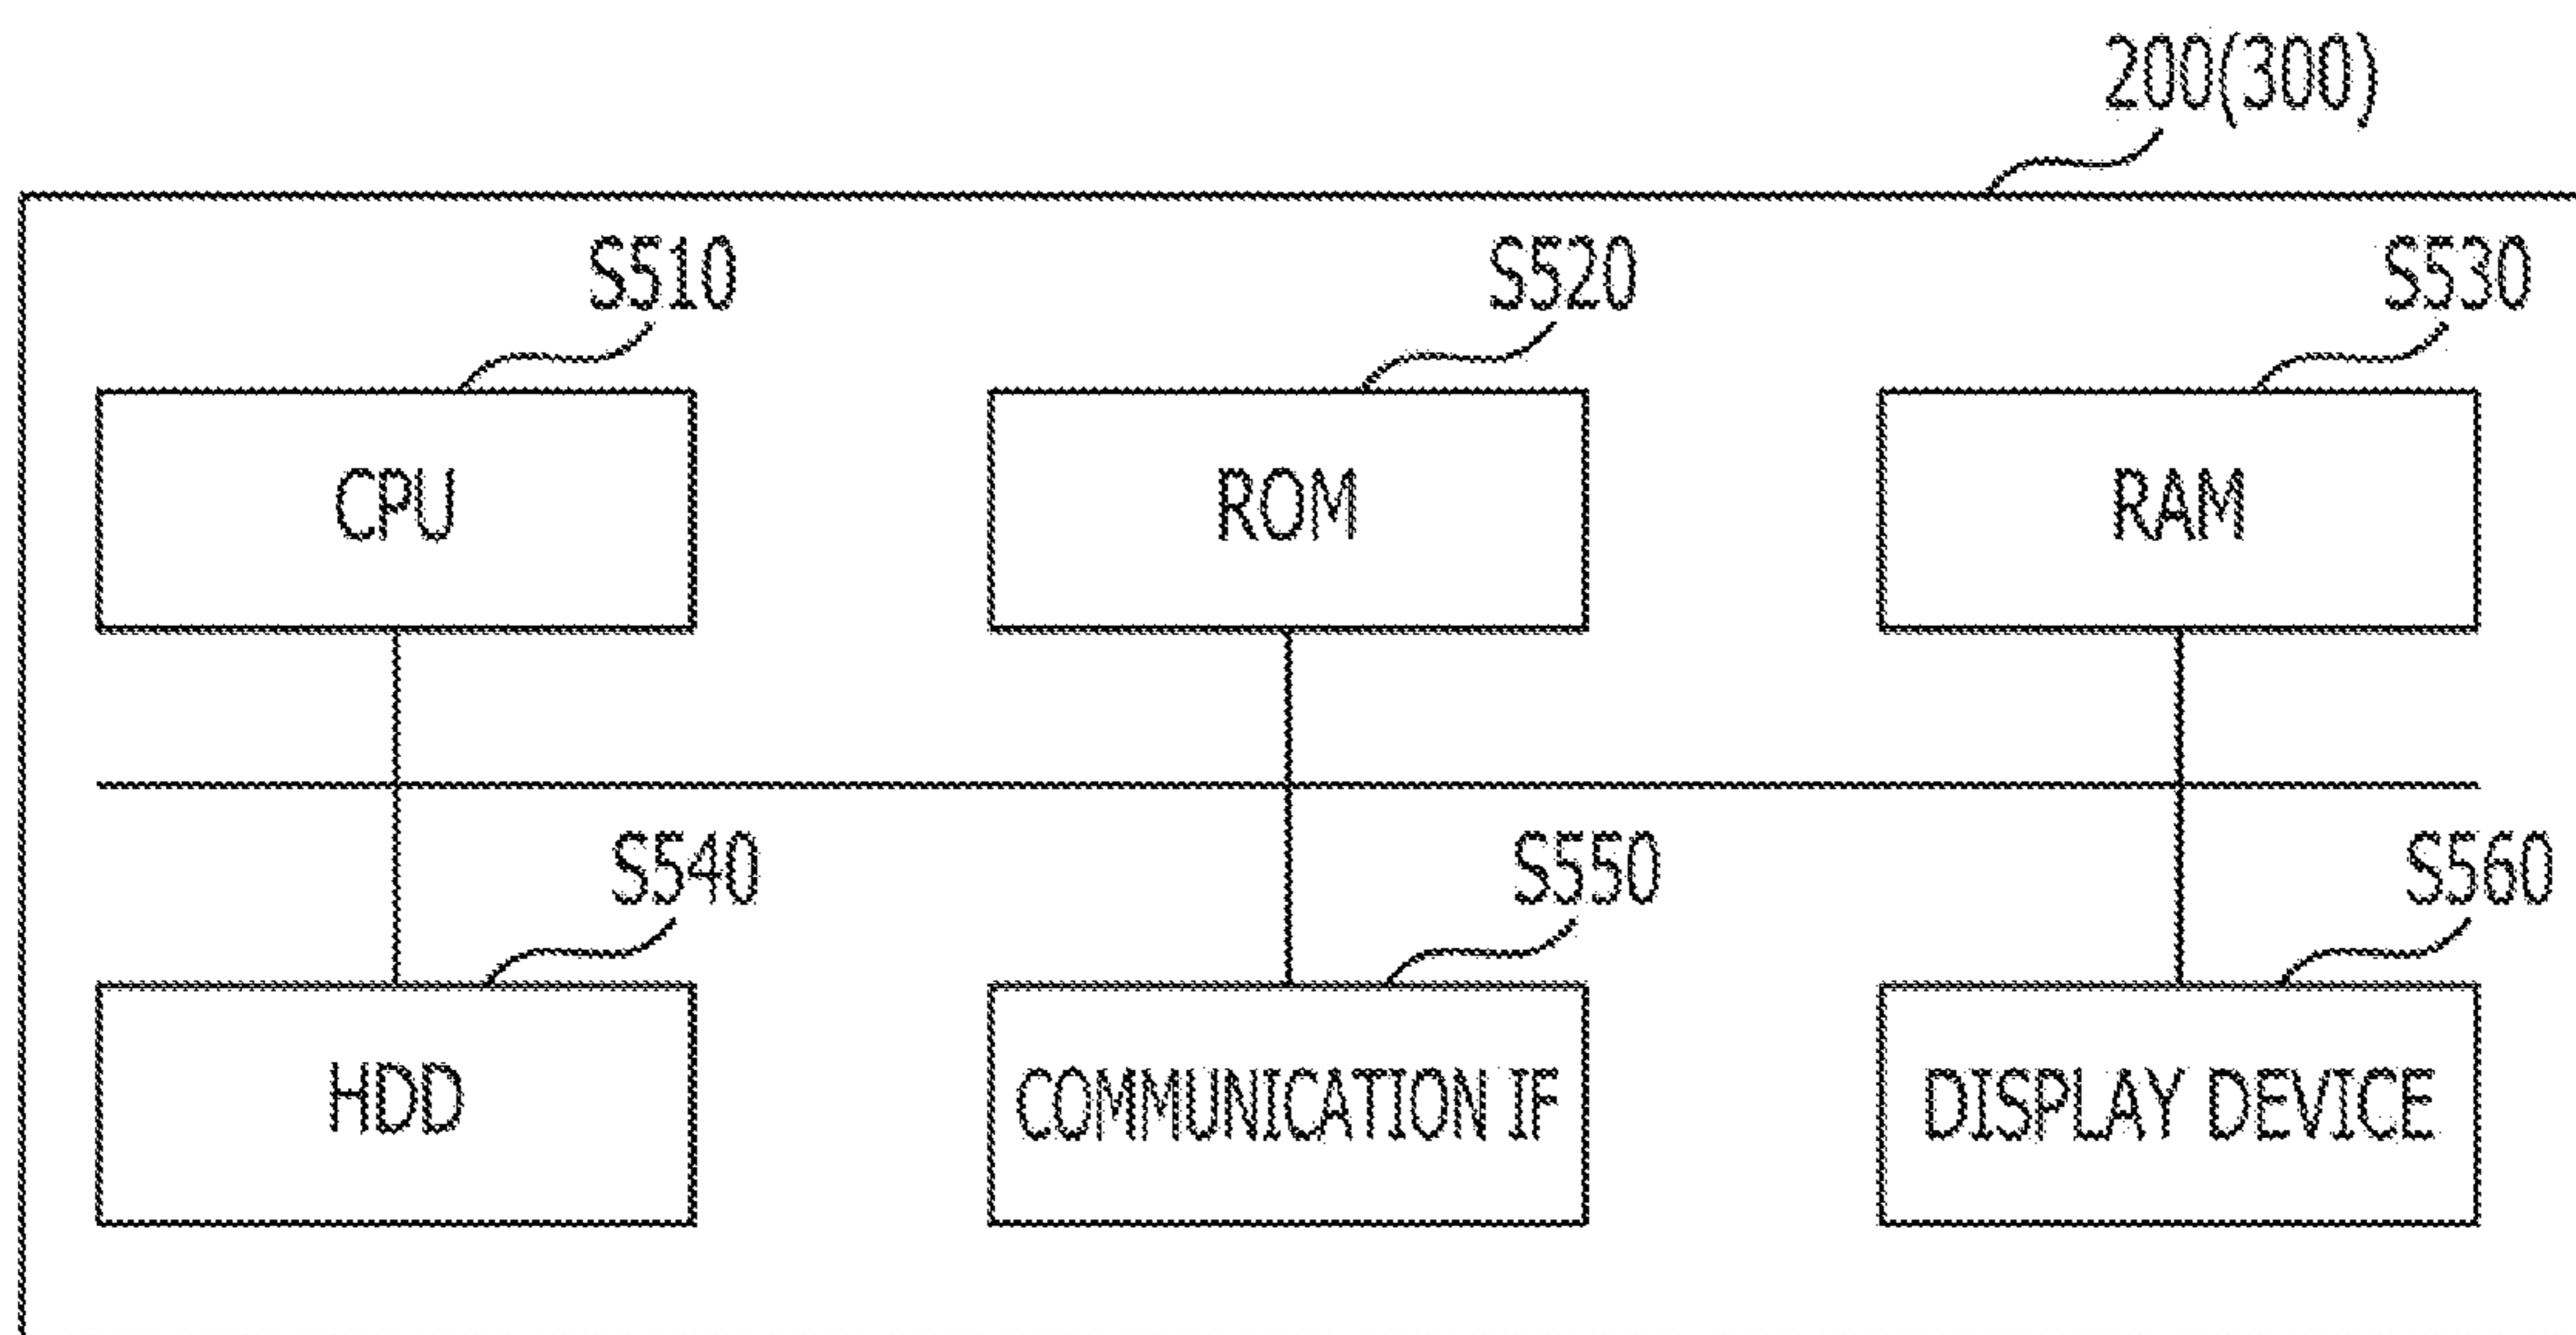 200(300)
S510 S520 S530
CPU ROM RAM
S540 S550 S560
HDD COMMUNICATION IF DISPLAY DEVICE